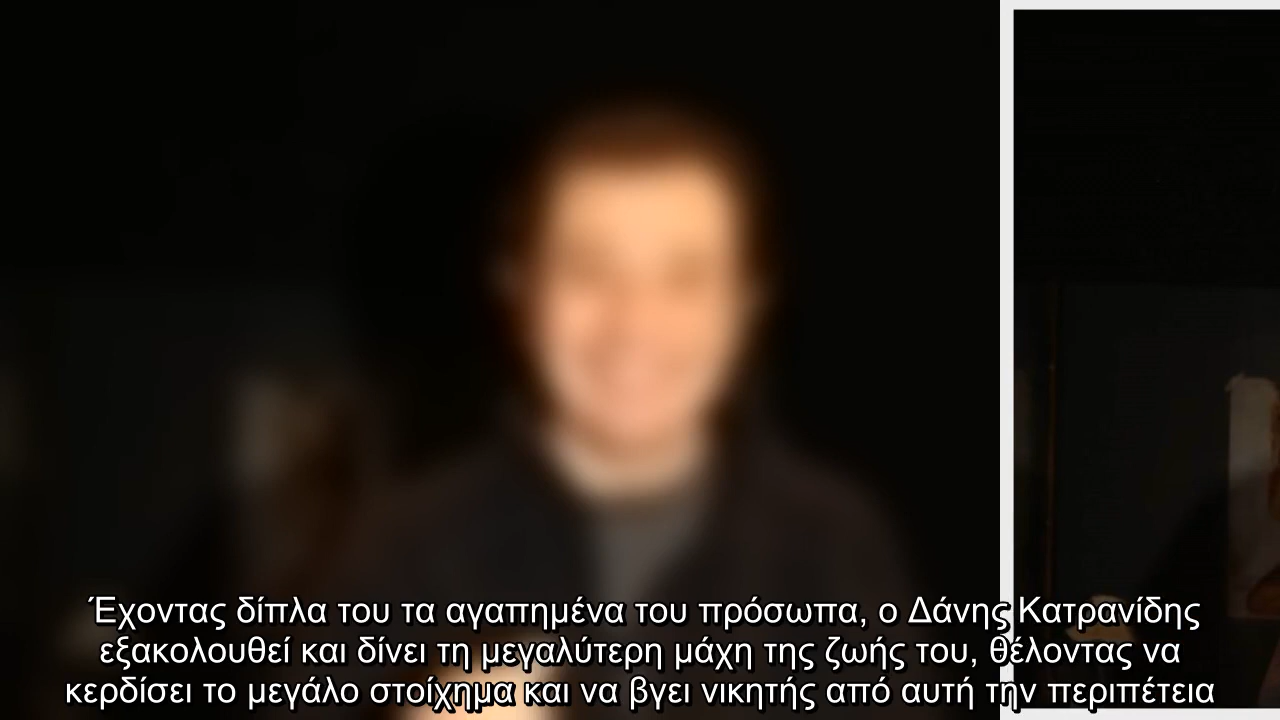 Έχοντας δίπλα του τα αγαπημένα του πρόσωπα, ο Δάνης Κατρανίδης
εξακολουθεί και δίνει τη μεγαλύτερη μάχη της ζωής του, θέλοντας να
κερδίσει το μεγάλο στοίχημα και να βγει νικητής από αυτή την περιπέτεια